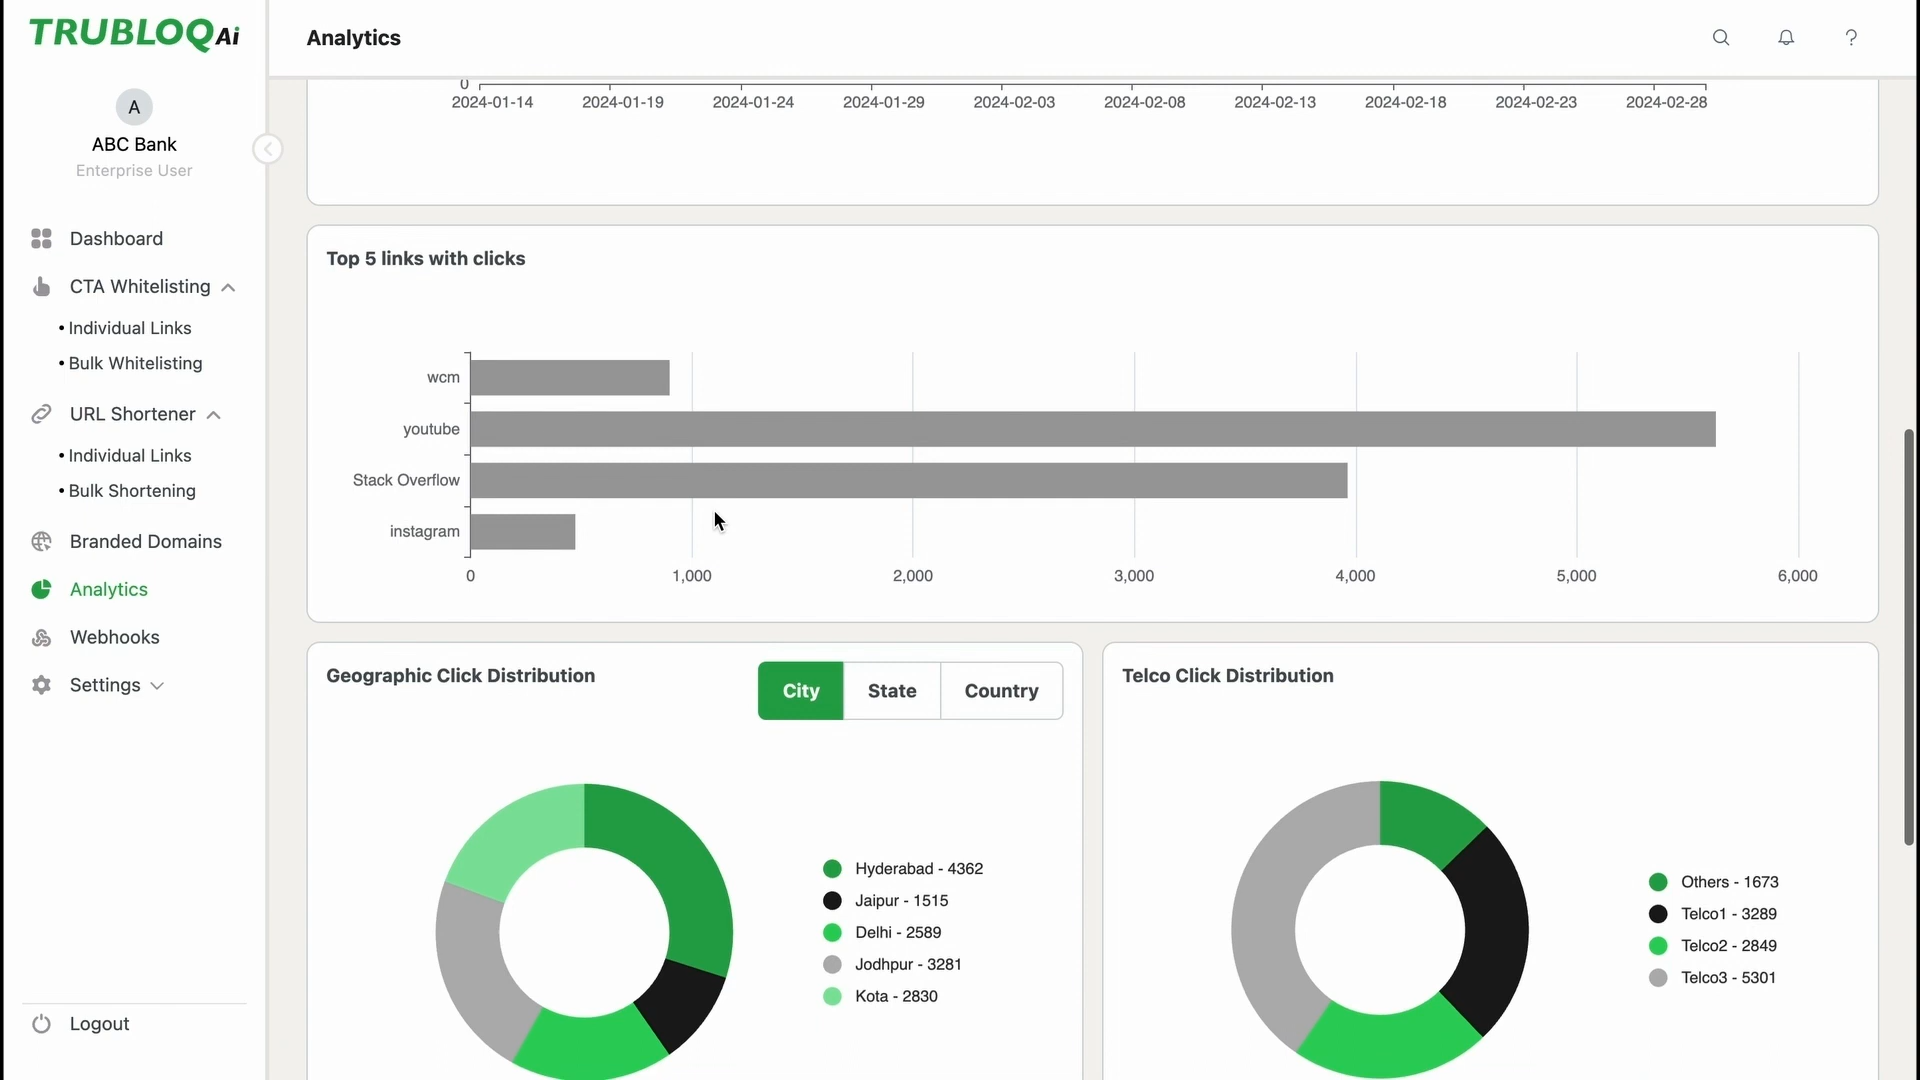 TRUBLOQAi
A
ABC Bank
Enterprise User
Dashboard
CTA Whitelisting
• Individual Links
• Bulk Whitelisting
URL Shortener
• Individual Links
• Bulk Shortening
Branded Domains
Analytics
Webhooks
Settings
Logout
Analytics
?
0
2024-01-14 2024-01-19 2024-01-24 2024-01-29 2024-02-03 2024-02-08 2024-02-13 2024-02-18 2024-02-23 2024-02-28
Top 5 links with clicks
wcm
youtube
Stack Overflow
instagram
0 1,000 2,000 3,000 4,000 5,000 6,000
Geographic Click Distribution
City State Country
Hyderabad - 4362
Jaipur - 1515
Delhi - 2589
Jodhpur - 3281
Kota - 2830
Telco Click Distribution
Others - 1673
Telco1 - 3289
Telco2 - 2849
Telco3 - 5301